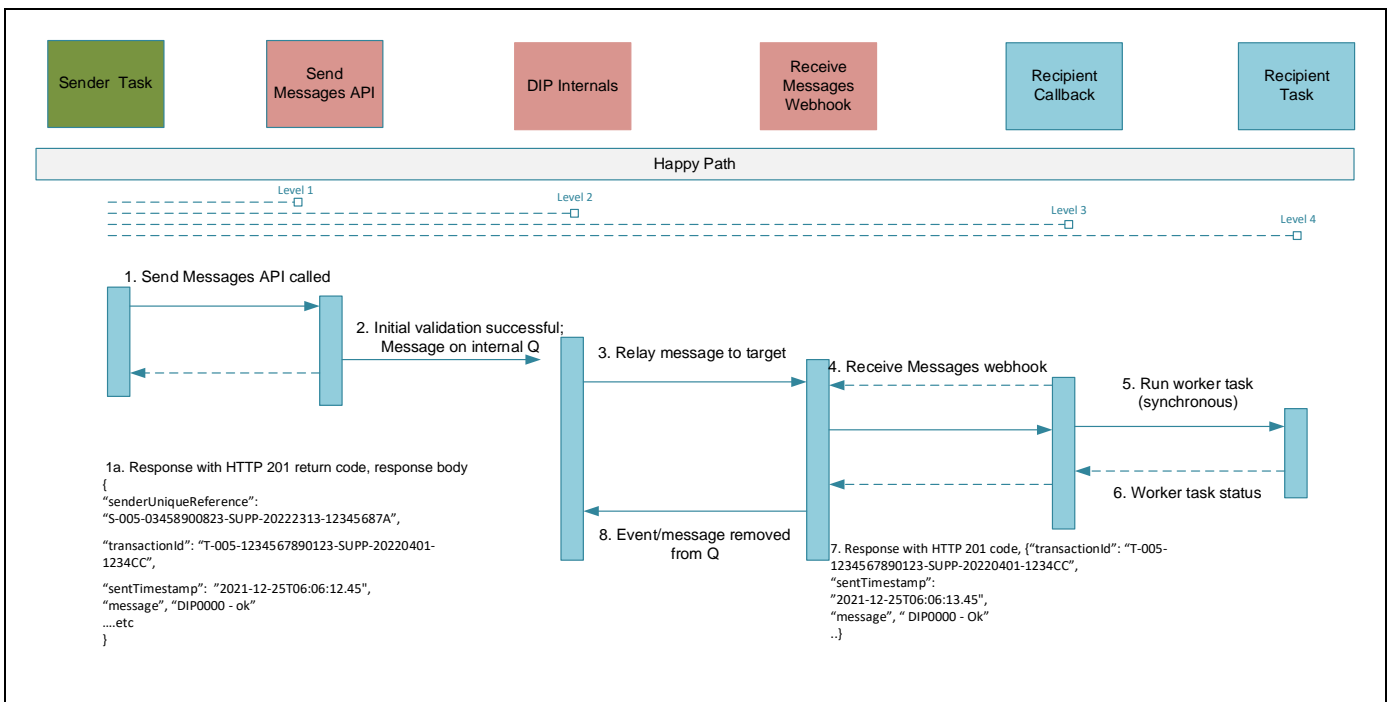 Sender Task
Send
Messages API
DIP Internals
Receive
Messages
Webhook
Recipient
Callback
Recipient
Task
Happy Path
Level 1
Level 2
Level 3
Level 4
1. Send Messages API called
2. Initial validation successful;
Message on internal Q
3. Relay message to target
4. Receive Messages webhook
5. Run worker task
(synchronous)
6. Worker task status
1a. Response with HTTP 201 return code, response body
{
“senderUniqueReference”:
“S-005-03458900823-SUPP-20222313-12345687A”,
“transactionId”: “T-005-1234567890123-SUPP-20220401-
1234CC”,
“sentTimestamp”: "2021-12-25T06:06:12.45",
“message”, “DIP0000 - ok”
....etc
}
8. Event/message removed
from Q
7. Response with HTTP 201 code, {“transactionId”: “T-005-
1234567890123-SUPP-20220401-1234CC”,
“sentTimestamp”:
"2021-12-25T06:06:13.45",
“message”, “ DIP0000 - Ok”
..}